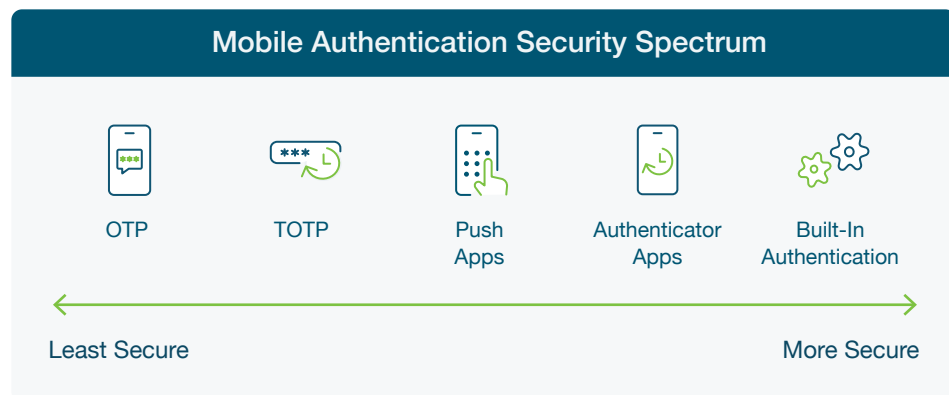 Mobile Authentication Security Spectrum
***
***
OTP
TOTP
Push
Apps
Authenticator
Apps
Built-In
Authentication
Least Secure
More Secure